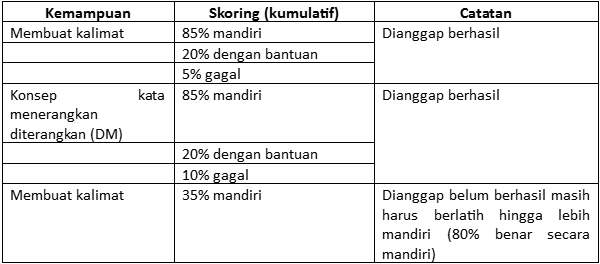 Kemampuan Skoring (kumulatif) Catatan
Membuat kalimat 85% mandiri Dianggap berhasil
20% dengan bantuan
5% gagal
Konsep kata 85% mandiri Dianggap berhasil
menerangkan
diterangkan (DM)
20% dengan bantuan
10% gagal
Membuat kalimat 35% mandiri Dianggap belum berhasil masih
harus berlatih hingga lebih
mandiri (80% benar secara
mandiri)